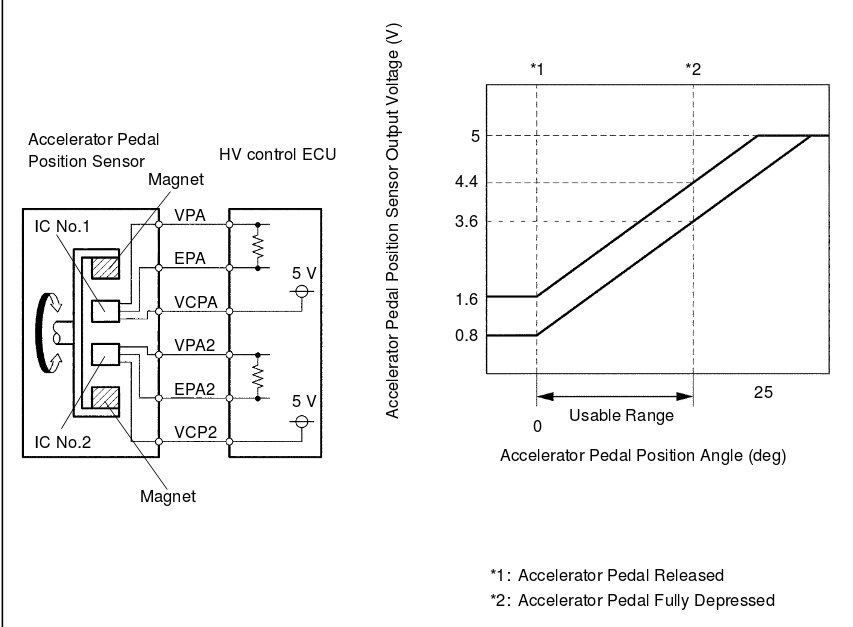 Accelerator Pedal
Position Sensor
HV control ECU
Magnet
IC No.1
VPA
EPA
5 V
VCPA
VPA2
EPA2
5 V
IC No.2
VCP2
Magnet
Accelerator Pedal Position Sensor Output Voltage (V)
*1
*2
5
4.4
3.6
1.6
0.8
25
Usable Range
0
Accelerator Pedal Position Angle (deg)
*1: Accelerator Pedal Released
*2: Accelerator Pedal Fully Depressed